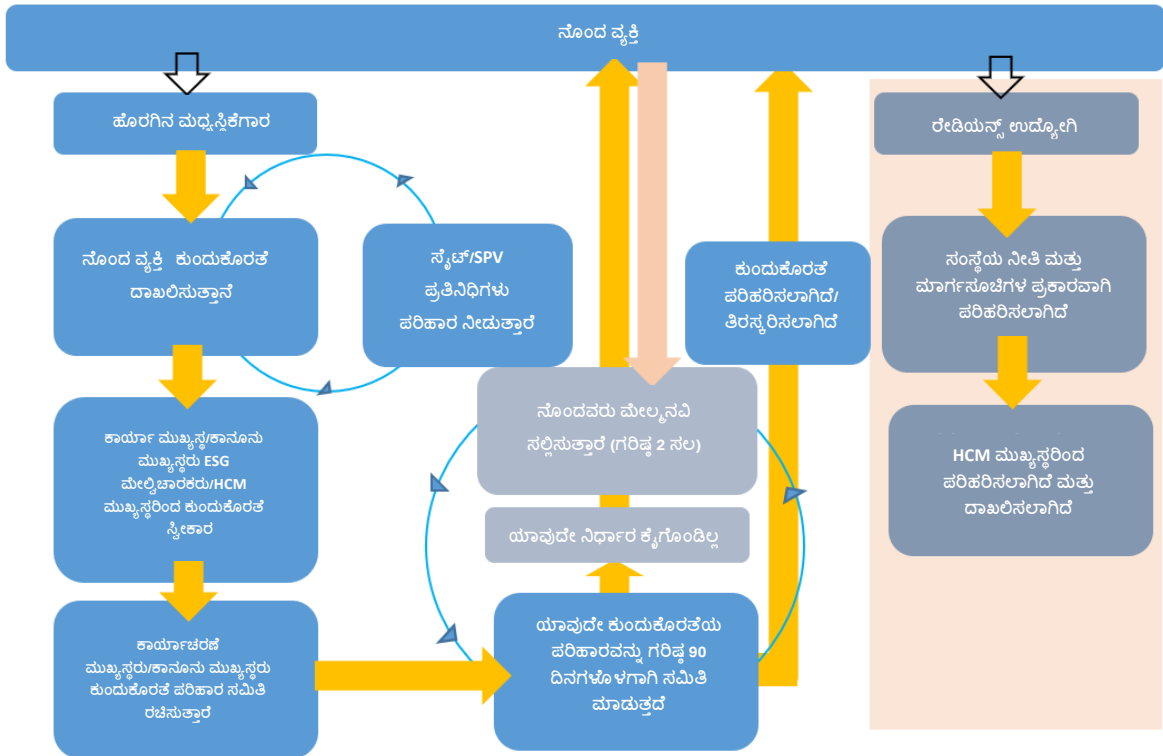 ನೊಂದ ವ್ಯಕ್ತಿ
ಹೊರಗಿನ ಮಧ್ಯಸ್ತಿಕೆಗಾರ
ನೊಂದ ವ್ಯಕ್ತಿ ಕುಂದುಕೊರತೆ
ದಾಖಲಿಸುತ್ತಾನೆ
ಸೈಟ್/SPV
ಪ್ರತಿನಿಧಿಗಳು
ಪರಿಹಾರ ನೀಡುತ್ತಾರೆ
ಕಾರ್ಯಾ ಮುಖ್ಯಸ್ಥ/ಕಾನೂನು
ಮುಖ್ಯಸ್ಥರು ESG
ಮೇಲ್ವಿಚಾರಕರು/HCM
ಮುಖ್ಯಸ್ಥರಿಂದ ಕುಂದುಕೊರತೆ
ಸ್ವೀಕಾರ
ಕಾರ್ಯಾಚರಣೆ
ಮುಖ್ಯಸ್ಥರು/ಕಾನೂನು ಮುಖ್ಯಸ್ಥರು
ಕುಂದುಕೊರತೆ ಪರಿಹಾರ ಸಮಿತಿ
ರಚಿಸುತ್ತಾರೆ
ಯಾವುದೇ ಕುಂದುಕೊರತೆಯ
ಪರಿಹಾರವನ್ನು ಗರಿಷ್ಠ 90
ದಿನಗಳೊಳಗಾಗಿ ಸಮಿತಿ
ಮಾಡುತ್ತದೆ
ಯಾವುದೇ ನಿರ್ಧಾರ ಕೈಗೊಂಡಿಲ್ಲ
ನೊಂದವರು ಮೇಲ್ಮನವಿ
ಸಲ್ಲಿಸುತ್ತಾರೆ (ಗರಿಷ್ಠ 2 ಸಲ)
ಕುಂದುಕೊರತೆ
ಪರಿಹರಿಸಲಾಗಿದೆ/
ತಿರಸ್ಕರಿಸಲಾಗಿದೆ
ರೇಡಿಯನ್ಸ್ ಉದ್ಯೋಗಿ
ಸಂಸ್ಥೆಯ ನೀತಿ ಮತ್ತು
ಮಾರ್ಗಸೂಚಿಗಳ ಪ್ರಕಾರವಾಗಿ
ಪರಿಹರಿಸಲಾಗಿದೆ
HCM ಮುಖ್ಯಸ್ಥರಿಂದ
ಪರಿಹರಿಸಲಾಗಿದೆ ಮತ್ತು
ದಾಖಲಿಸಲಾಗಿದೆ